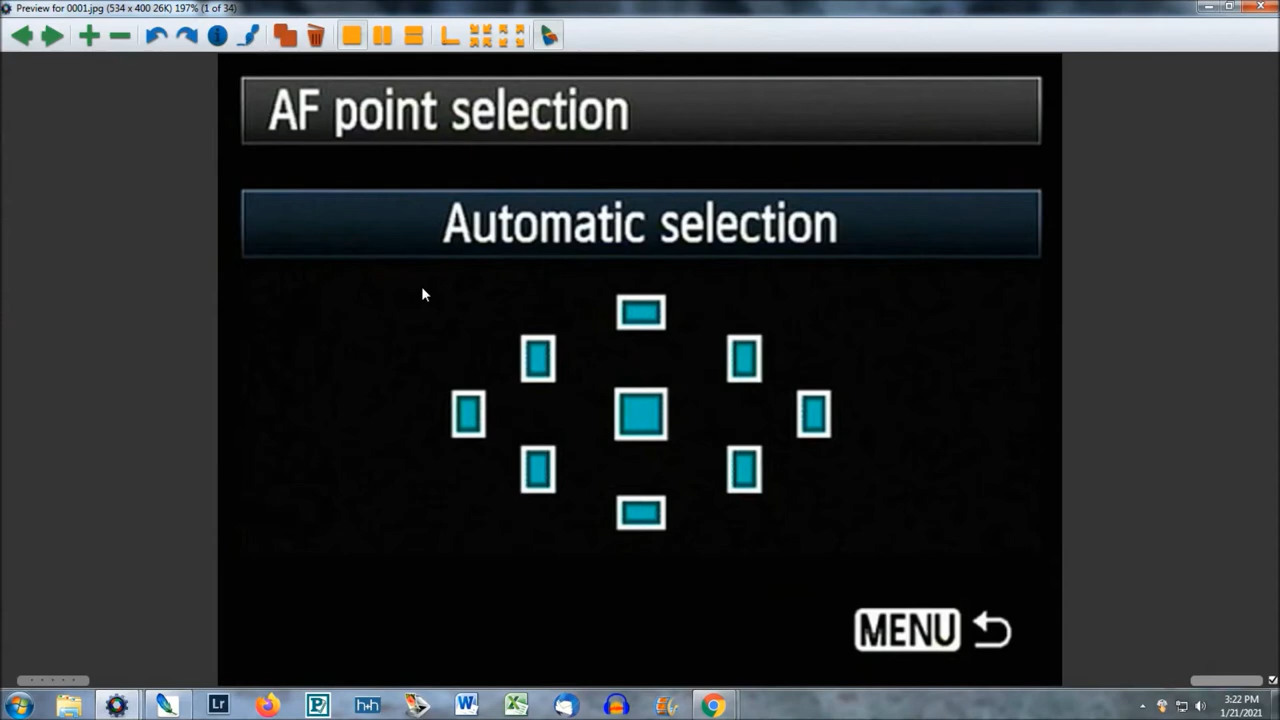 Preview for 0001.jpg (534 x 400 26K) 197% (1 of 34)
AF point selection
Automatic selection
MENU
Lr
h+h
W
X
3:22 PM
1/21/2021